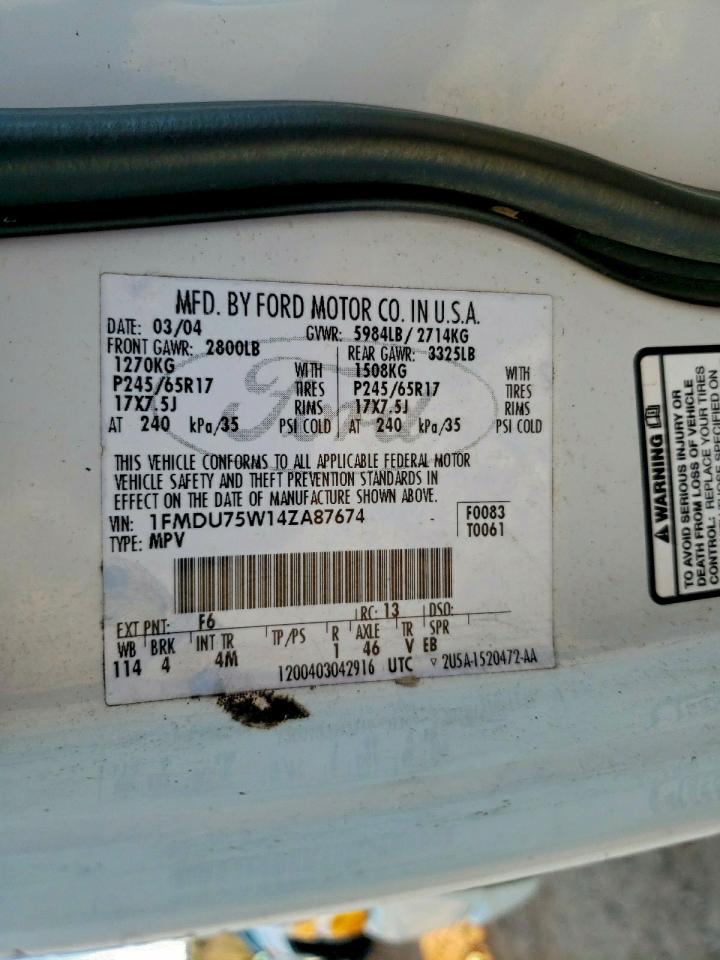 MFD. BY FORD MOTOR CO. IN U.S.A.
DATE: 03/04 GVWR: 5984LB/ 2714KG
FRONT GAWR: 2800LB REAR GAWR: 3325LB
1270KG WITH 1508KG WITH
P245/65R17 TIRES P245/65R17 TIRES
17X7.5J RIMS 17X7.5J RIMS
AT 240 kPa/35 PSI COLD AT 240 kPa/35 PSI COLD
Ford
THIS VEHICLE CONFORMS TO ALL APPLICABLE FEDERAL MOTOR
VEHICLE SAFETY AND THEFT PREVENTION STANDARDS IN
EFFECT ON THE DATE OF MANUFACTURE SHOWN ABOVE.
VIN: 1FMDU75W14ZA87674 F0083
TYPE: MPV T0061
EXT PNT: F6 RC: 13 DSO:
WB BRK INT TR TP/PS R AXLE TR SPR
114 4 4M 1 46 V EB
1200403042916 UTC ▿ 2U5A-1520472-AA
WARNING
TO AVOID SERIOUS INJURY OR
DEATH FROM LOSS OF VEHICLE
CONTROL: REPLACE YOUR TIRES
THOSE SPECIFIED ON